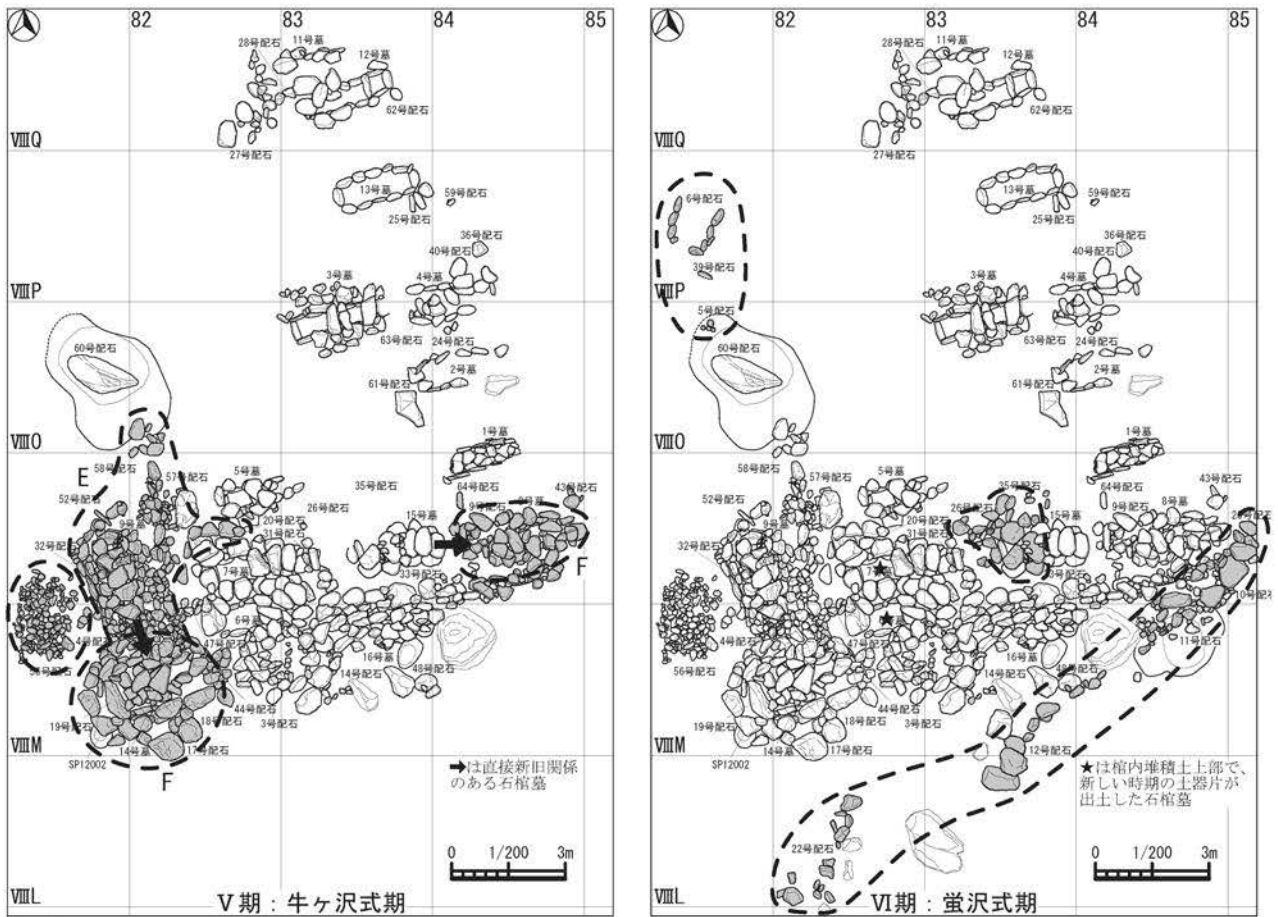 82 83 84 85
28号配石
11号墓
12号墓
62号配石
ⅧQ
27号配石
13号墓
59号配石
25号配石
36号配石
40号配石
3号墓
4号墓
ⅧP
63号配石
24号配石
60号配石
2号墓
61号配石
ⅧO
1号墓
58号配石
57号配石
5号墓
35号配石
64号配石
43号配石
E
52号配石
26号配石
9号配石
8号墓
9号墓
20号配石
15号墓
32号配石
31号配石
F
7号墓
33号配石
4号配石
6号墓
47号配石
16号墓
48号配石
14号配石
44号配石
19号配石
18号配石
3号配石
ⅧM
14号墓
17号配石
SP12002
F
➡は直接新旧関係
のある石棺墓
0 1/200 3m
ⅧL
Ⅴ期：牛ヶ沢式期
82 83 84 85
28号配石
11号墓
12号墓
62号配石
ⅧQ
27号配石
6号配石
13号墓
59号配石
25号配石
36号配石
39号配石
40号配石
3号墓
4号墓
ⅧP
5号配石
63号配石
24号配石
60号配石
2号墓
61号配石
ⅧO
1号墓
58号配石
57号配石
5号墓
35号配石
64号配石
43号配石
52号配石
26号配石
9号配石
8号墓
9号墓
20号配石
15号墓
32号配石
31号配石
★
10号配石
4号配石
★
47号配石
11号配石
56号配石
16号墓
48号配石
14号配石
44号配石
19号配石
18号配石
3号配石
ⅧM
14号墓
17号配石
12号配石
SP12002
★は棺内堆積土上部で、
新しい時期の土器片が
出土した石棺墓
22号配石
0 1/200 3m
ⅧL
Ⅵ期：蛍沢式期